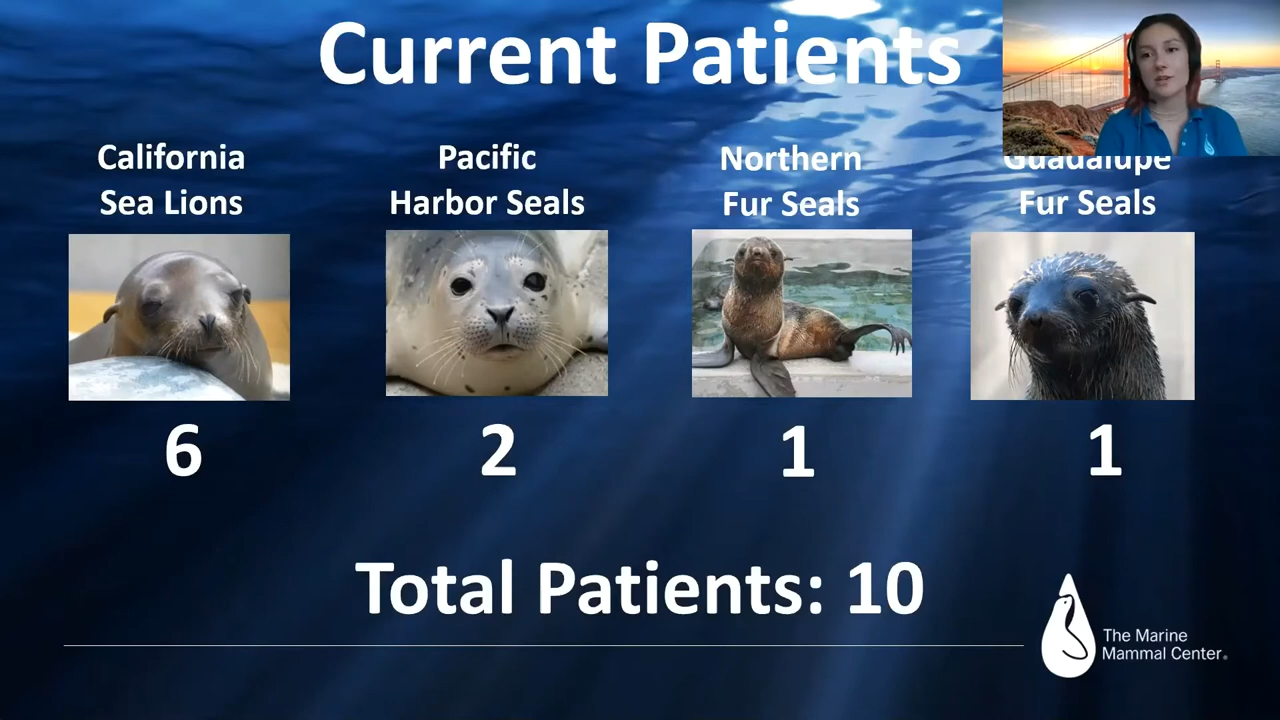 Current Patients
California
Sea Lions
Pacific
Harbor Seals
Northern
Fur Seals
Guadalupe
Fur Seals
6
2
1
1
Total Patients: 10
The Marine
Mammal Center®